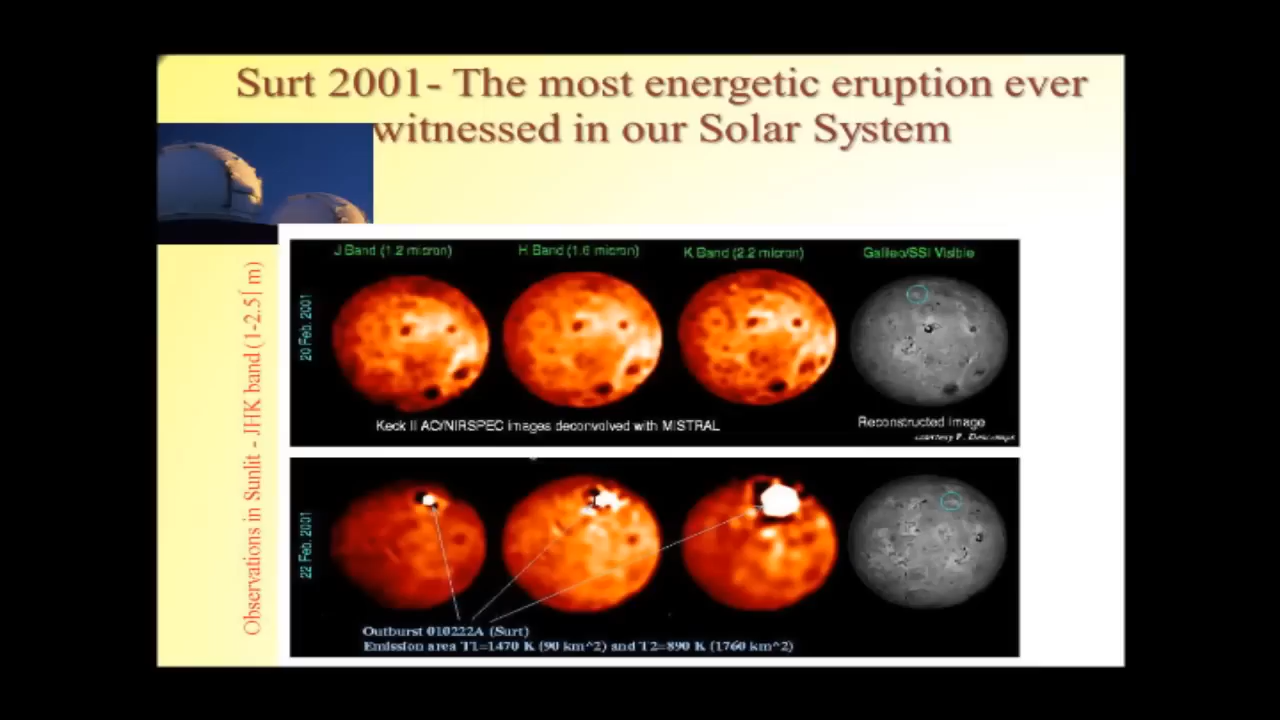 Surt 2001- The most energetic eruption ever
witnessed in our Solar System
Observations in Sunlit - JHK band (1-2.5 m)
J Band (1.2 micron)
H Band (1.6 micron)
K Band (2.2 micron)
Galileo/SSI Visible
20 Feb. 2001
Keck II AO/NIRSPEC images deconvolved with MISTRAL
Reconstructed image
courtesy P. Descamps
22 Feb. 2001
Outburst 010222A (Surt)
Emission area T1=1470 K (90 km^2) and T2=890 K (1760 km^2)